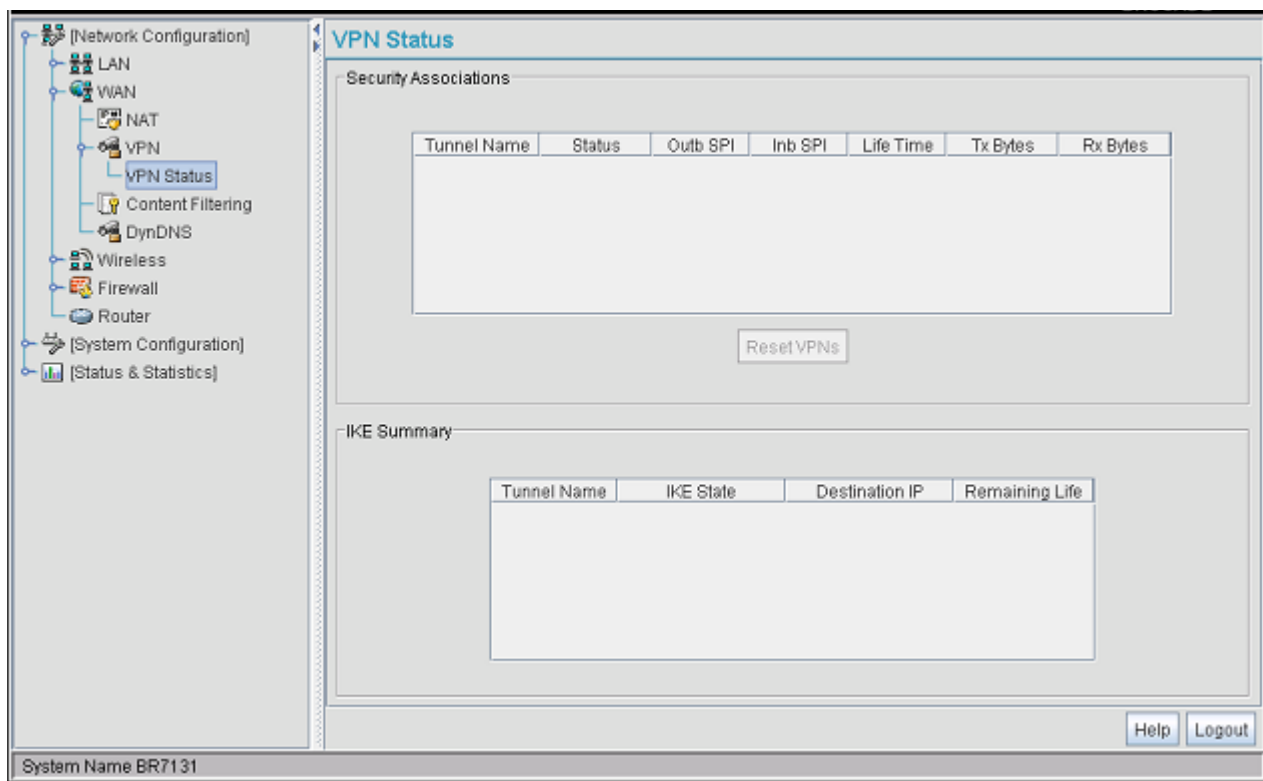 [Network Configuration]
LAN
WAN
NAT
VPN
VPN Status
Content Filtering
DynDNS
Wireless
Firewall
Router
[System Configuration]
[Status & Statistics]
VPN Status
Security Associations
Tunnel Name Status Outb SPI Inb SPI Life Time Tx Bytes Rx Bytes
Reset VPNs
IKE Summary
Tunnel Name IKE State Destination IP Remaining Life
Help Logout
System Name BR7131